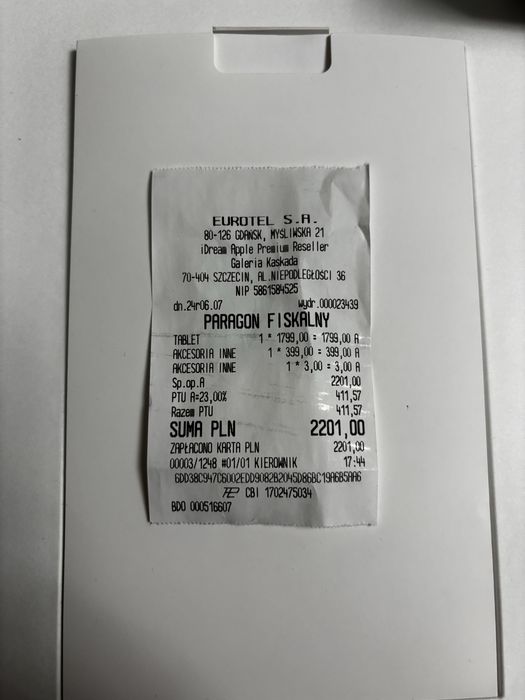 EUROTEL S.A.
80-126 GDAŃSK, MYŚLIWSKA 21
iDream Apple Premium Reseller
Galeria Kaskada
70-404 SZCZECIN, AL.NIEPODLEGŁOŚCI 36
NIP 5861584525
dn.24r06.07 wydr.000023439
PARAGON FISKALNY
TABLET 1 * 1799,00 = 1799,00 A
AKCESORIA INNE 1 * 399,00 = 399,00 A
AKCESORIA INNE 1 * 3,00 = 3,00 A
Sp.op.A 2201,00
PTU A=23,00% 411,57
Razem PTU 411,57
SUMA PLN 2201,00
ZAPŁACONO KARTA PLN 2201,00
00003/1248 #01/01 KIEROWNIK 17:44
6DD38C947C6002EDD9082B2045D86BC19A6B5AA6
CBI 1702475034
BDO 000516607